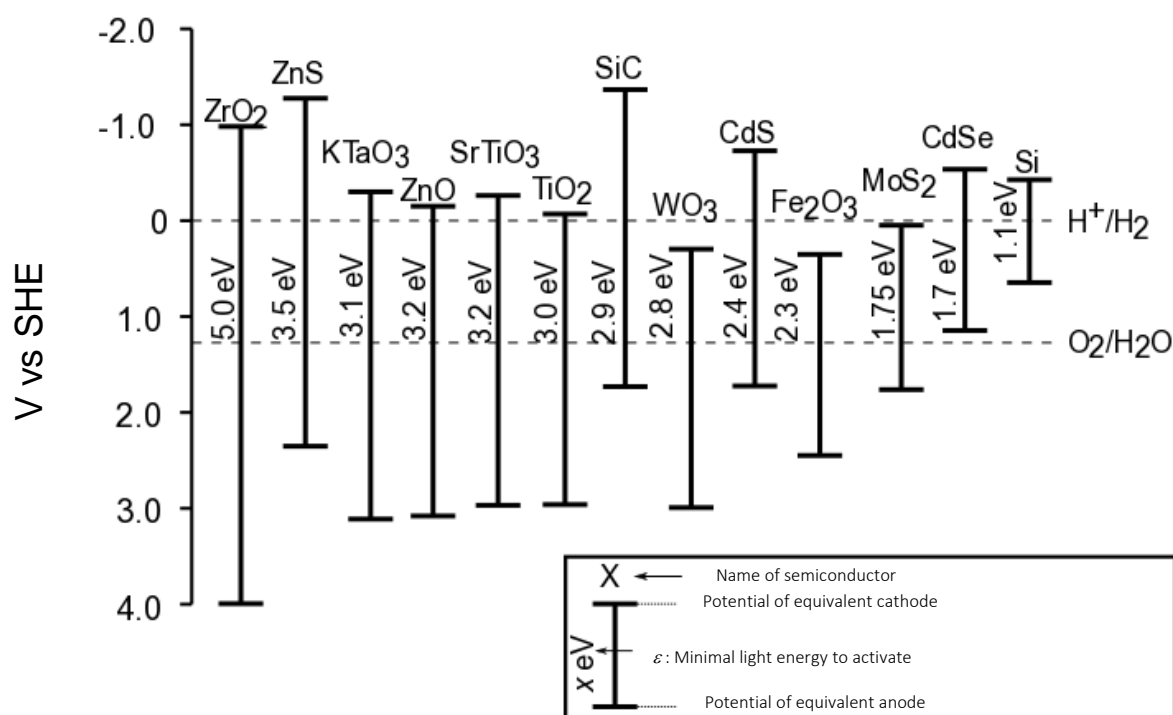 V vs SHE
-2.0
-1.0
0
1.0
2.0
3.0
4.0
ZrO₂
5.0 eV
ZnS
3.5 eV
KTaO₃
3.1 eV
ZnO
3.2 eV
SrTiO₃
3.2 eV
TiO₂
3.0 eV
SiC
2.9 eV
WO₃
2.8 eV
CdS
2.4 eV
Fe₂O₃
2.3 eV
MoS₂
1.75 eV
CdSe
1.7 eV
Si
1.1 eV
H⁺/H₂
O₂/H₂O
X
Name of semiconductor
Potential of equivalent cathode
x eV
ε : Minimal light energy to activate
Potential of equivalent anode